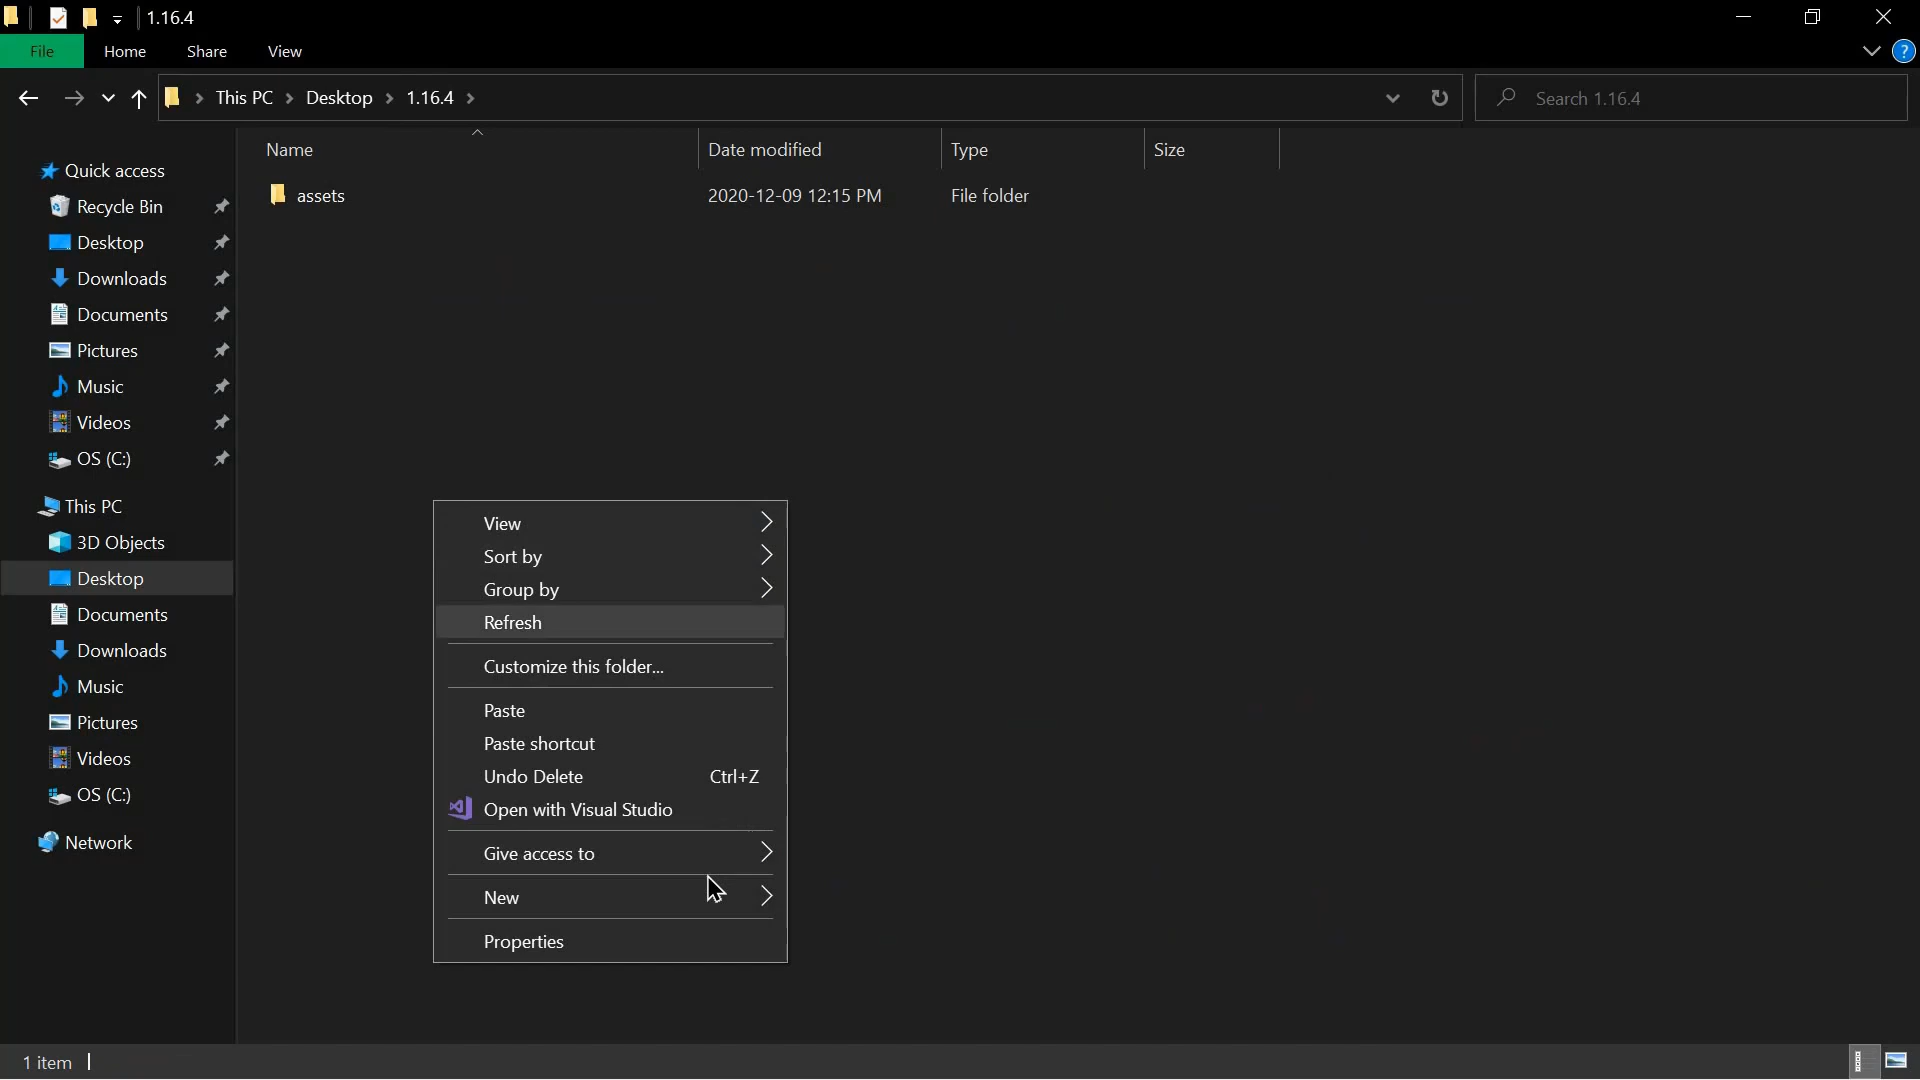 1.16.4
File Home Share View
This PC Desktop 1.16.4 Search 1.16.4
Name Date modified Type Size
assets 2020-12-09 12:15 PM File folder
Quick access
Recycle Bin
Desktop
Downloads
Documents
Pictures
Music
Videos
OS (C:)
This PC
3D Objects
Desktop
Documents
Downloads
Music
Pictures
Videos
OS (C:)
Network
View
Sort by
Group by
Refresh
Customize this folder...
Paste
Paste shortcut
Undo Delete Ctrl+Z
Open with Visual Studio
Give access to
New
Properties
1 item